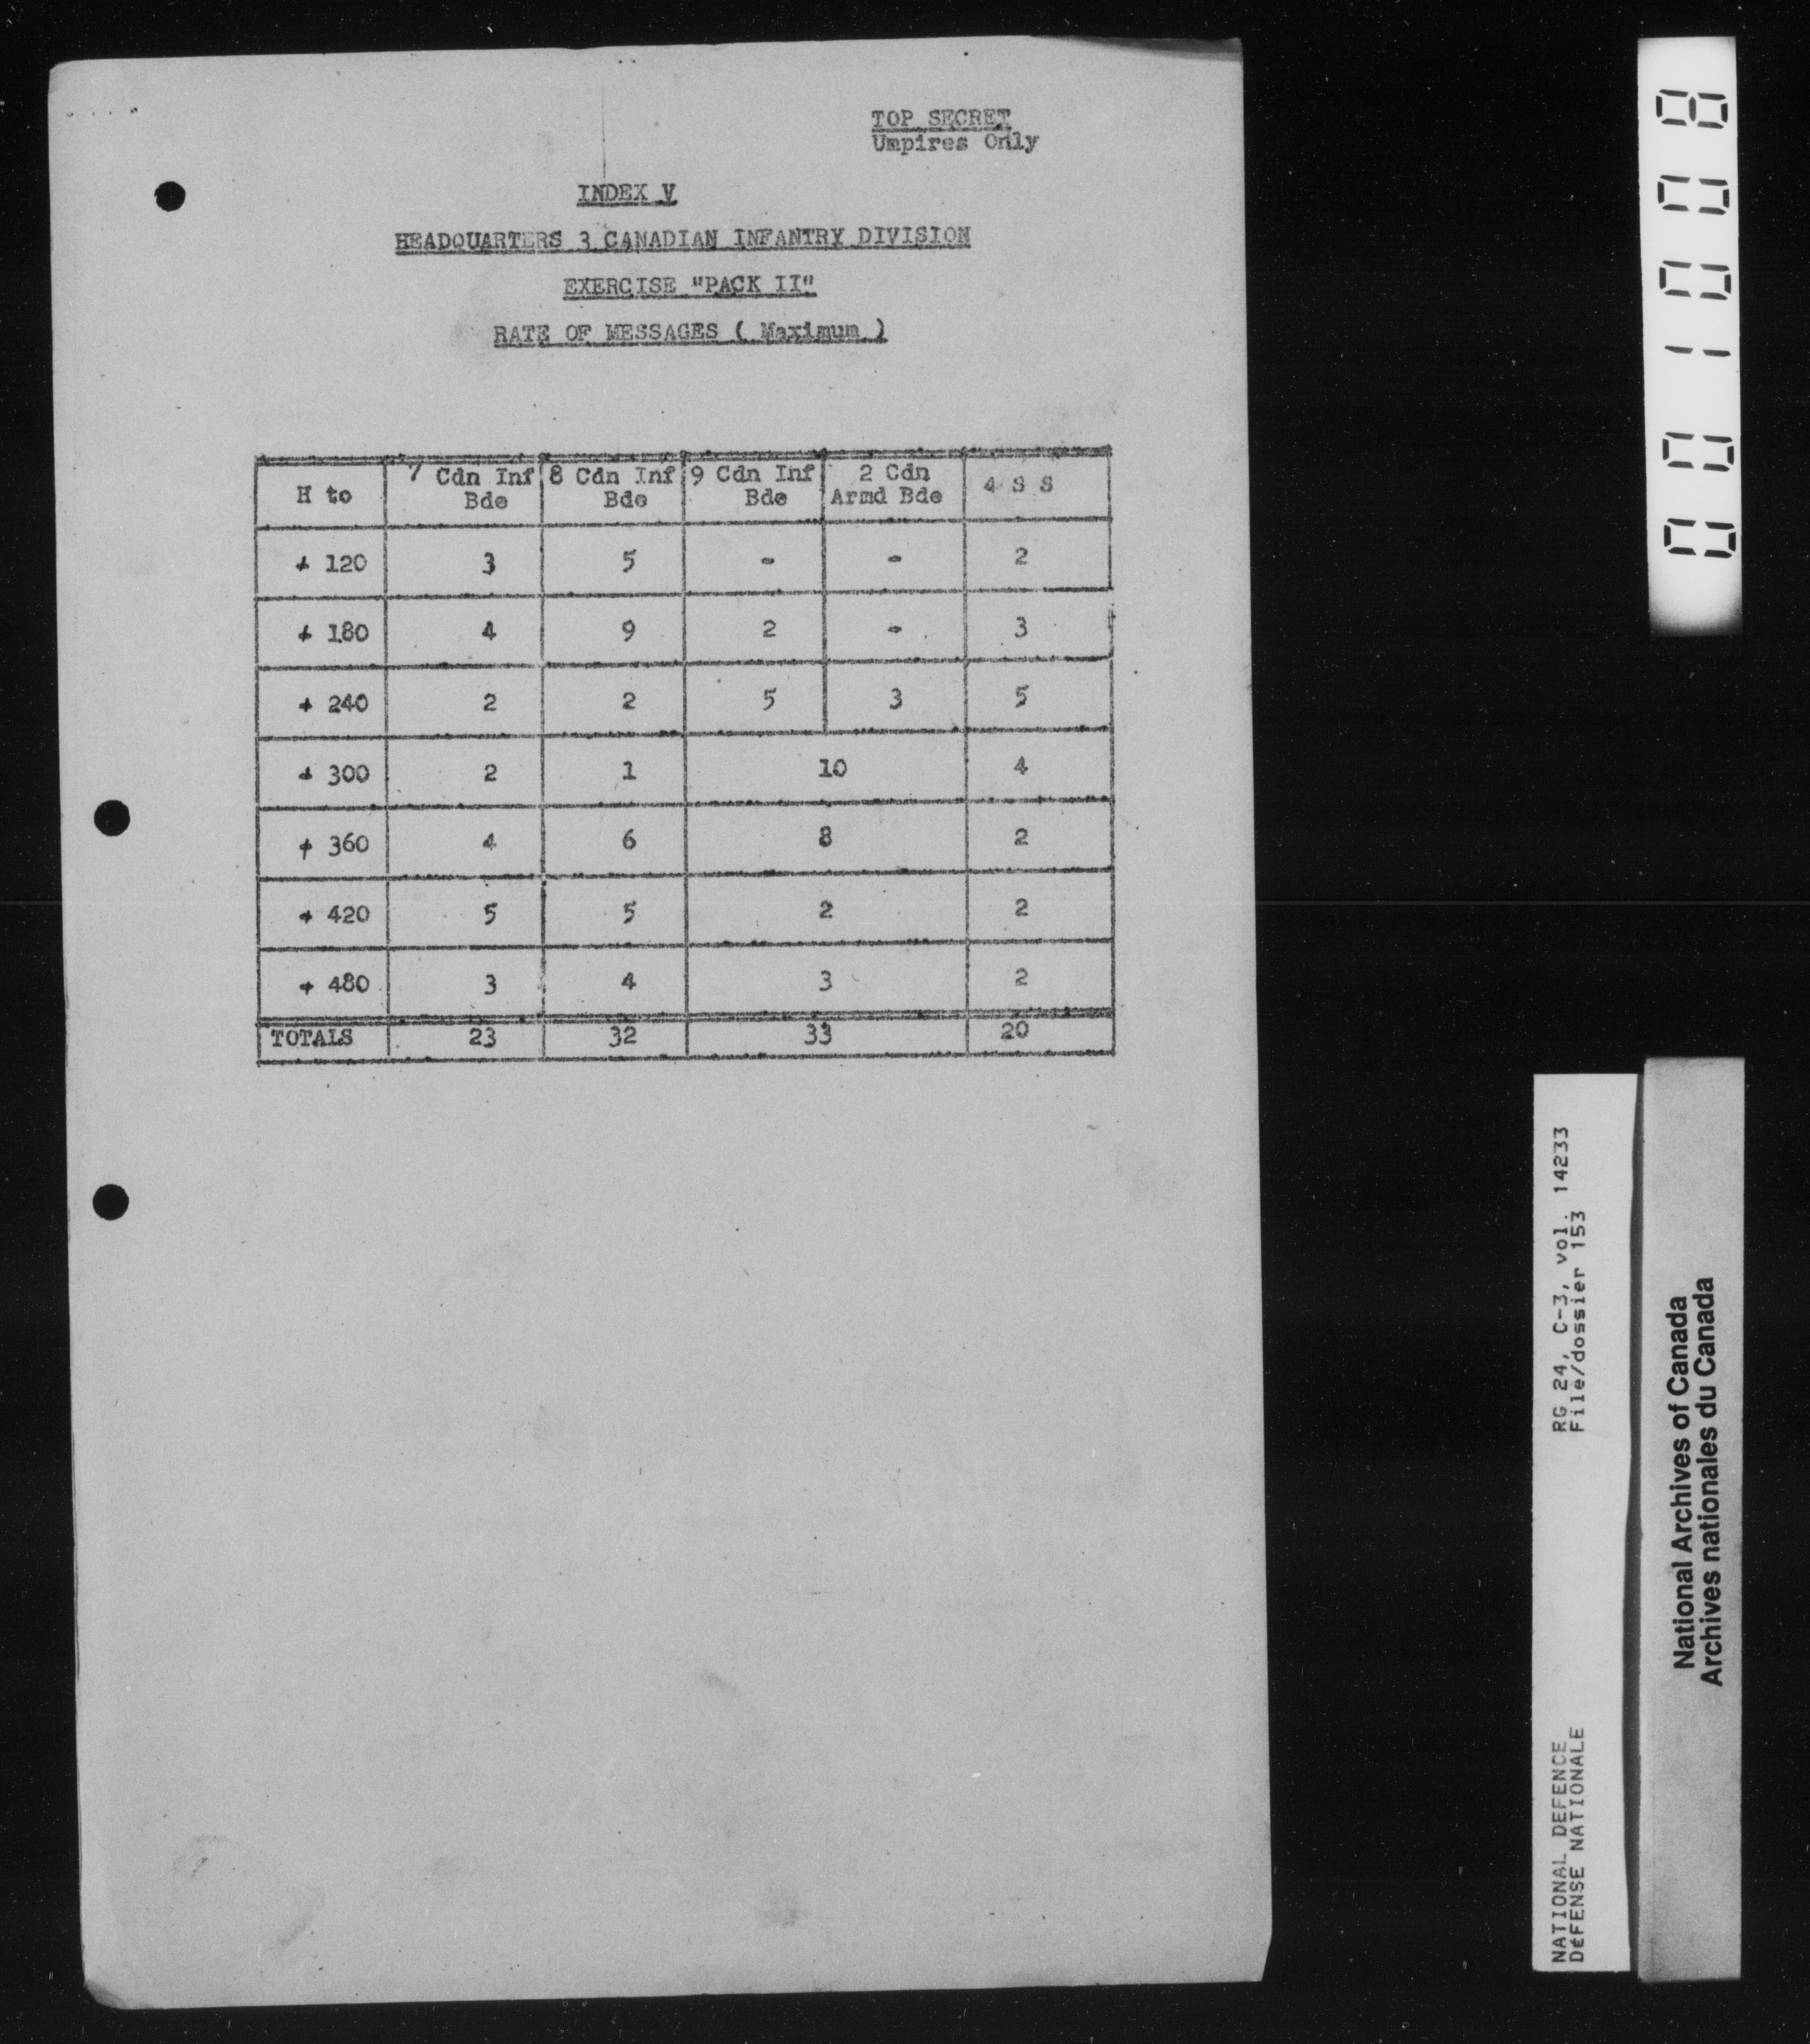 TOP SECRET
Umpires Only
INDEX V
HEADQUARTERS 3 CANADIAN INFANTRY DIVISION
EXERCISE "PACK II"
RATE OF MESSAGES ( Maximum )
H to 7 Cdn Inf Bde 8 Cdn Inf Bde 9 Cdn Inf Bde 2 Cdn Armd Bde 4 S S
+ 120 3 5 - - 2
+ 180 4 9 2 - 3
+ 240 2 2 5 3 5
+ 300 2 1 10 4
+ 360 4 6 8 2
+ 420 5 5 2 2
+ 480 3 4 3 2
TOTALS 23 32 33 20
0001008
RG 24, C-3, vol. 14233
File/dossier 153
NATIONAL DEFENCE
DÉFENSE NATIONALE
National Archives of Canada
Archives nationales du Canada